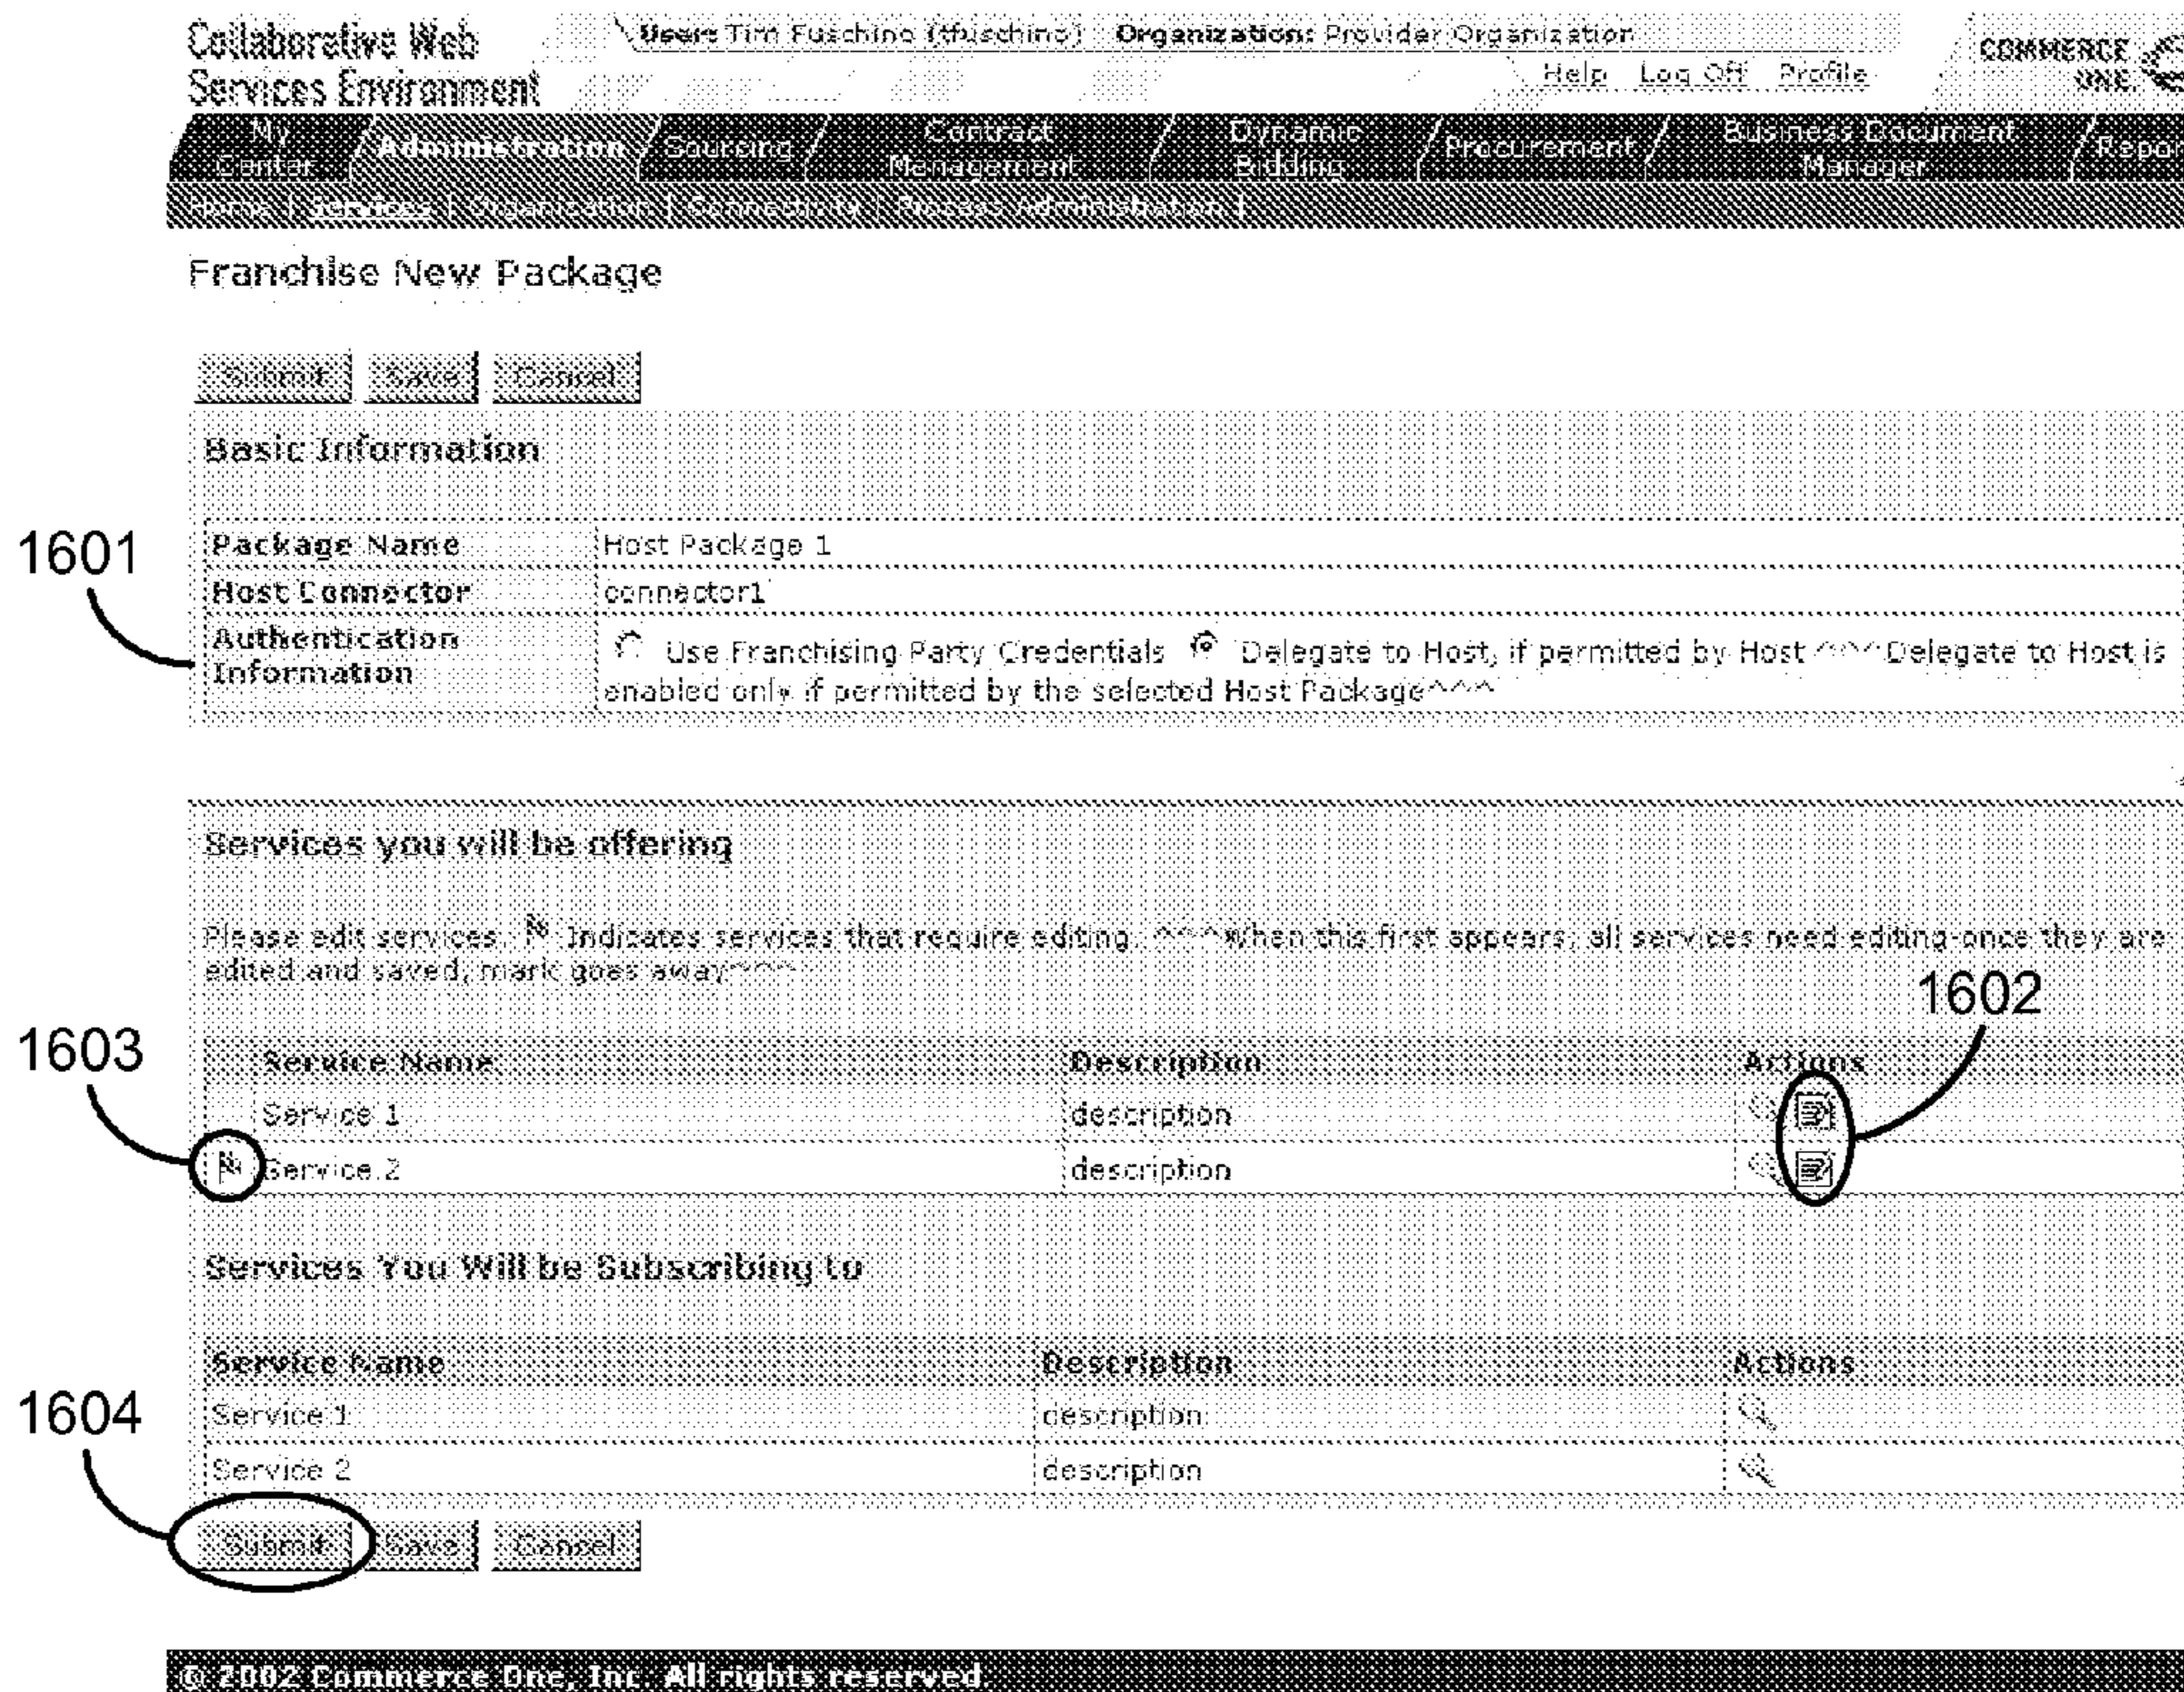 Collaborative Web
Services Environment
User: Tim Fuschino (tfuschino) Organization: Provider Organization
Help Log Off Profile
COMMERCE
ONE.
My
Center
Administration
Sourcing
Contract
Management
Dynamic
Bidding
Procurement
Business Document
Manager
Repor
Home | Services | Organization | Connectivity | Process Administration |
Franchise New Package
Submit Save Cancel
Basic Information
1601
Package Name Host Package 1
Host Connector connector1
Authentication
Information
Use Franchising Party Credentials Delegate to Host, if permitted by Host ^^^Delegate to Host is
enabled only if permitted by the selected Host Package^^^
Services you will be offering
Please edit services. Indicates services that require editing. ^^^when this first appears, all services need editing-once they are
edited and saved, mark goes away^^^
1602
1603
Service Name Description Actions
Service 1 description
Service 2 description
Services You Will be Subscribing to
Service Name Description Actions
1604
Service 1 description
Service 2 description
Submit Save Cancel
© 2002 Commerce One, Inc. All rights reserved.